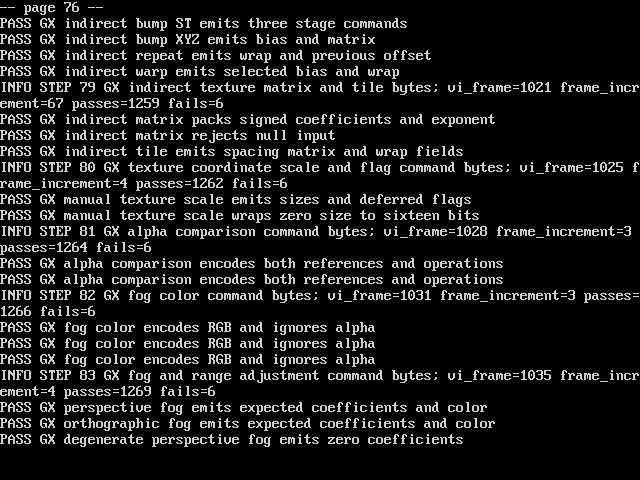 -- page 76 --
PASS GX indirect bump ST emits three stage commands
PASS GX indirect bump XYZ emits bias and matrix
PASS GX indirect repeat emits wrap and previous offset
PASS GX indirect warp emits selected bias and wrap
INFO STEP 79 GX indirect texture matrix and tile bytes; vi_frame=1021 frame_incr
ement=67 passes=1259 fails=6
PASS GX indirect matrix packs signed coefficients and exponent
PASS GX indirect matrix rejects null input
PASS GX indirect tile emits spacing matrix and wrap fields
INFO STEP 80 GX texture coordinate scale and flag command bytes; vi_frame=1025 f
rame_increment=4 passes=1262 fails=6
PASS GX manual texture scale emits sizes and deferred flags
PASS GX manual texture scale wraps zero size to sixteen bits
INFO STEP 81 GX alpha comparison command bytes; vi_frame=1028 frame_increment=3 
passes=1264 fails=6
PASS GX alpha comparison encodes both references and operations
PASS GX alpha comparison encodes both references and operations
INFO STEP 82 GX fog color command bytes; vi_frame=1031 frame_increment=3 passes=
1266 fails=6
PASS GX fog color encodes RGB and ignores alpha
PASS GX fog color encodes RGB and ignores alpha
PASS GX fog color encodes RGB and ignores alpha
INFO STEP 83 GX fog and range adjustment command bytes; vi_frame=1035 frame_incr
ement=4 passes=1269 fails=6
PASS GX perspective fog emits expected coefficients and color
PASS GX orthographic fog emits expected coefficients and color
PASS GX degenerate perspective fog emits zero coefficients